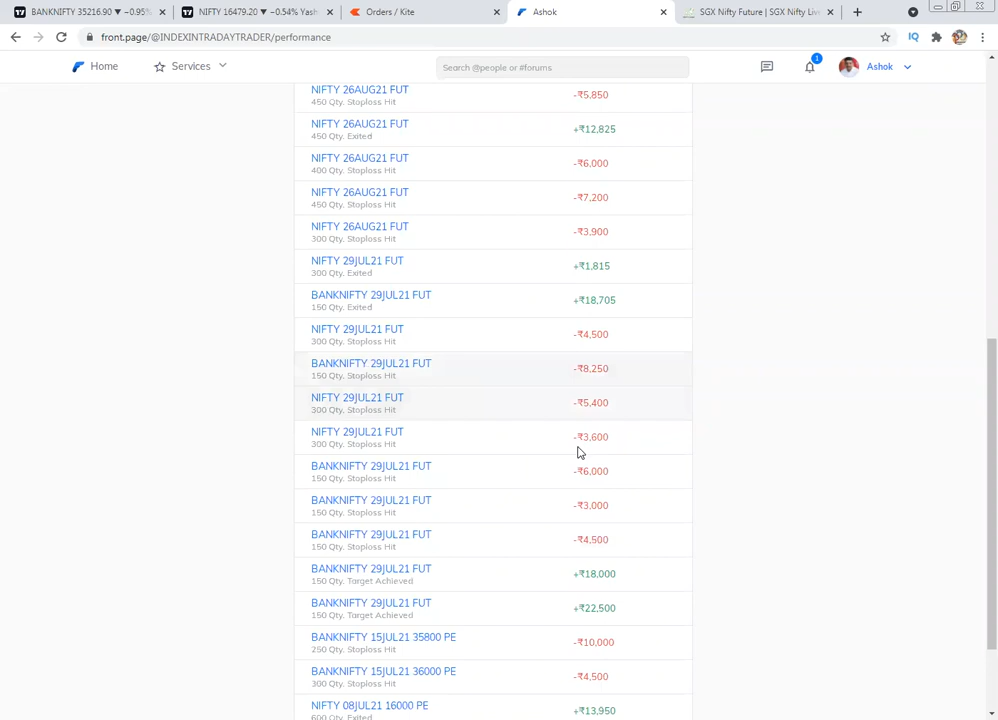 BANKNIFTY 35216.90 ▼ −0.95%
NIFTY 16479.20 ▼ −0.54% Yash
Orders / Kite
Ashok
SGX Nifty Future | SGX Nifty Live
front.page/@INDEXINTRADAYTRADER/performance
IQ
Home
Services
Search @people or #forums
1
Ashok
NIFTY 26AUG21 FUT
450 Qty. Stoploss Hit
-₹5,850
NIFTY 26AUG21 FUT
450 Qty. Exited
+₹12,825
NIFTY 26AUG21 FUT
400 Qty. Stoploss Hit
-₹6,000
NIFTY 26AUG21 FUT
450 Qty. Stoploss Hit
-₹7,200
NIFTY 26AUG21 FUT
300 Qty. Stoploss Hit
-₹3,900
NIFTY 29JUL21 FUT
300 Qty. Exited
+₹1,815
BANKNIFTY 29JUL21 FUT
150 Qty. Exited
+₹18,705
NIFTY 29JUL21 FUT
300 Qty. Stoploss Hit
-₹4,500
BANKNIFTY 29JUL21 FUT
150 Qty. Stoploss Hit
-₹8,250
NIFTY 29JUL21 FUT
300 Qty. Stoploss Hit
-₹5,400
NIFTY 29JUL21 FUT
300 Qty. Stoploss Hit
-₹3,600
BANKNIFTY 29JUL21 FUT
150 Qty. Stoploss Hit
-₹6,000
BANKNIFTY 29JUL21 FUT
150 Qty. Stoploss Hit
-₹3,000
BANKNIFTY 29JUL21 FUT
150 Qty. Stoploss Hit
-₹4,500
BANKNIFTY 29JUL21 FUT
150 Qty. Target Achieved
+₹18,000
BANKNIFTY 29JUL21 FUT
150 Qty. Target Achieved
+₹22,500
BANKNIFTY 15JUL21 35800 PE
250 Qty. Stoploss Hit
-₹10,000
BANKNIFTY 15JUL21 36000 PE
300 Qty. Stoploss Hit
-₹4,500
NIFTY 08JUL21 16000 PE
600 Qty. Exited
+₹13,950